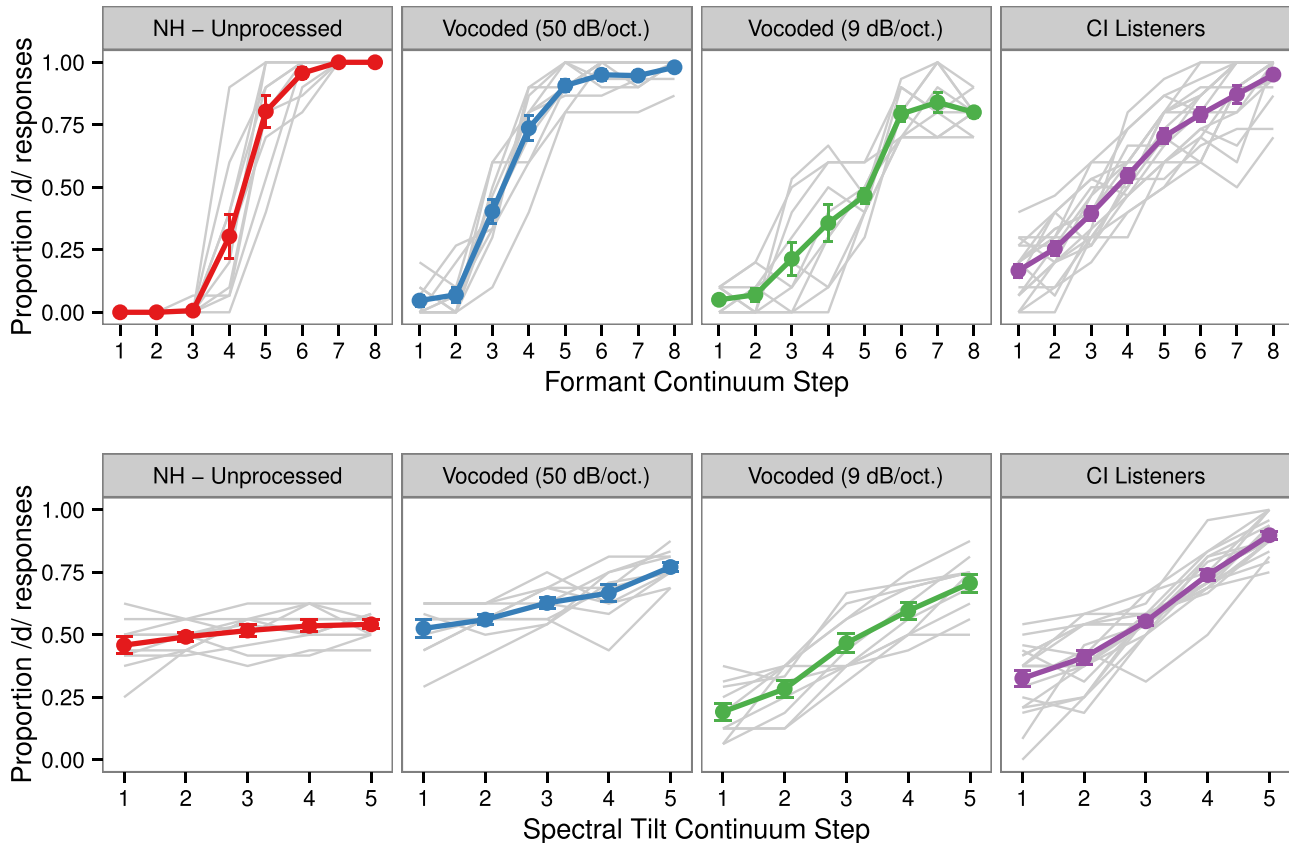 NH – Unprocessed
Vocoded (50 dB/oct.)
Vocoded (9 dB/oct.)
CI Listeners
Proportion /d/ responses
1.00
0.75
0.50
0.25
0.00
1 2 3 4 5 6 7 8
1 2 3 4 5 6 7 8
1 2 3 4 5 6 7 8
1 2 3 4 5 6 7 8
Formant Continuum Step
NH – Unprocessed
Vocoded (50 dB/oct.)
Vocoded (9 dB/oct.)
CI Listeners
Proportion /d/ responses
1.00
0.75
0.50
0.25
0.00
1 2 3 4 5
1 2 3 4 5
1 2 3 4 5
1 2 3 4 5
Spectral Tilt Continuum Step